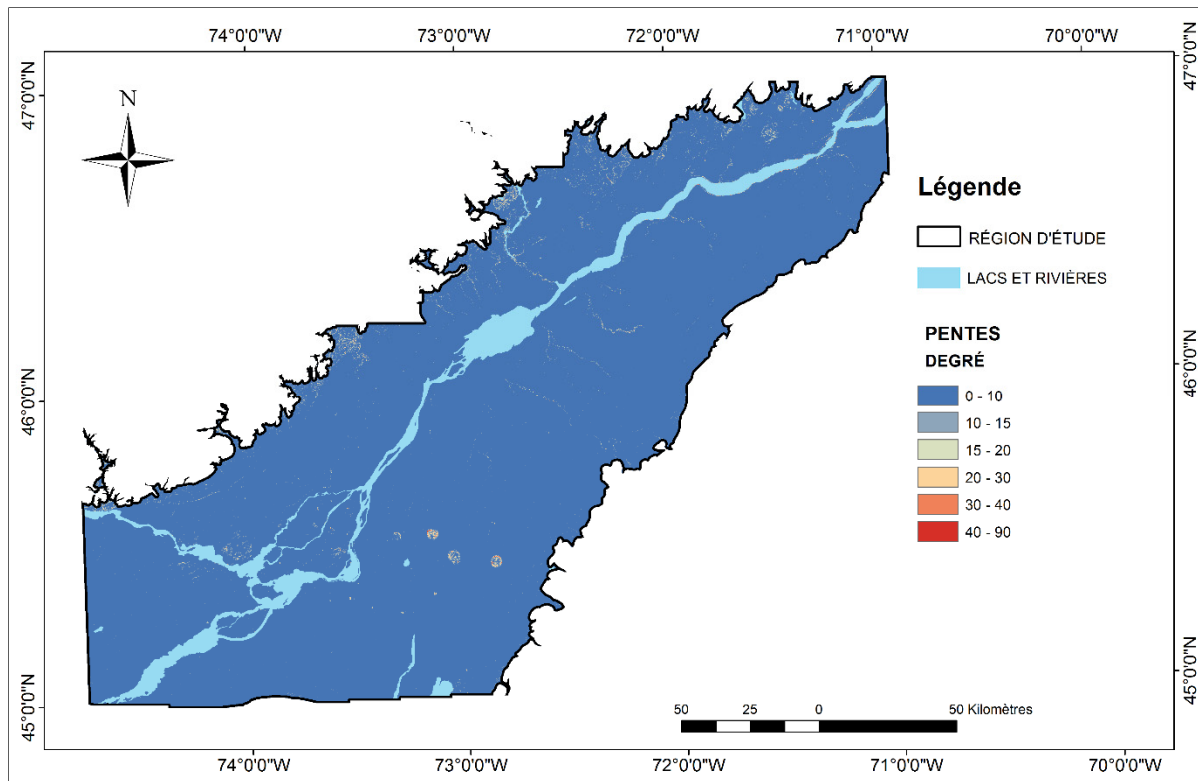 74°0'0"W 73°0'0"W 72°0'0"W 71°0'0"W 70°0'0"W
47°0'0"N
47°0'0"N
N
Légende
RÉGION D'ÉTUDE
LACS ET RIVIÈRES
PENTES
DEGRÉ
0 - 10
10 - 15
15 - 20
20 - 30
30 - 40
40 - 90
46°0'0"N
46°0'0"N
45°0'0"N
45°0'0"N
50 25 0 50 Kilomètres
74°0'0"W 73°0'0"W 72°0'0"W 71°0'0"W 70°0'0"W